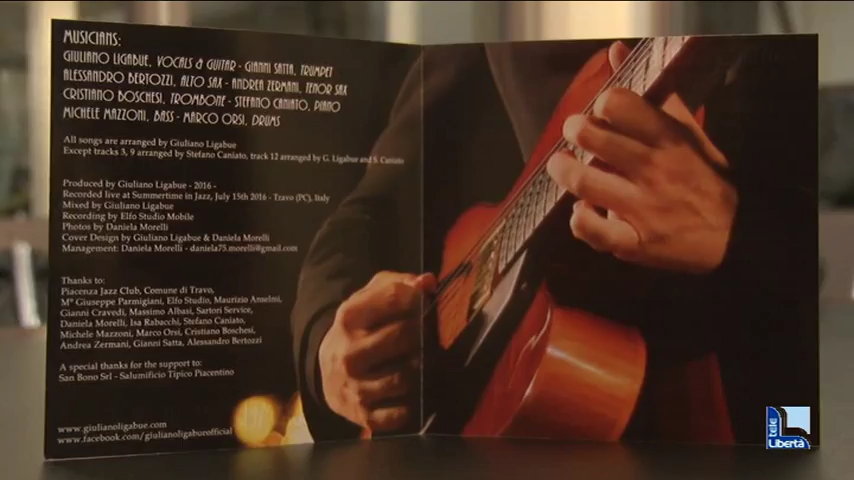 MUSICIANS:
GIULIANO LIGABUE, VOCALS & GUITAR - GIANNI SATTA, TRUMPET
ALESSANDRO BERTOZZI, ALTO SAX - ANDREA ZERMANI, TENOR SAX
CRISTIANO BOSCHESI, TROMBONE - STEFANO CANIATO, PIANO
MICHELE MAZZONI, BASS - MARCO ORSI, DRUMS
All songs are arranged by Giuliano Ligabue
Except tracks 3, 9 arranged by Stefano Caniato, track 12 arranged by G. Ligabue and S. Caniato
Produced by Giuliano Ligabue - 2016 -
Recorded live at Summertime in Jazz, July 15th 2016 - Travo (PC), Italy
Mixed by Giuliano Ligabue
Recording by Elfo Studio Mobile
Photos by Daniela Morelli
Cover Design by Giuliano Ligabue & Daniela Morelli
Management: Daniela Morelli - daniela75.morelli@gmail.com
Thanks to:
Piacenza Jazz Club, Comune di Travo,
M° Giuseppe Parmigiani, Elfo Studio, Maurizio Anselmi,
Gianni Cravedi, Massimo Albasi, Sartori Service,
Daniela Morelli, Isa Rabacchi, Stefano Caniato,
Michele Mazzoni, Marco Orsi, Cristiano Boschesi,
Andrea Zermani, Gianni Satta, Alessandro Bertozzi
A special thanks for the support to:
San Bono Srl - Salumificio Tipico Piacentino
www.giulianoligabue.com
www.facebook.com/giulianoligabueofficial
tele
Libertà